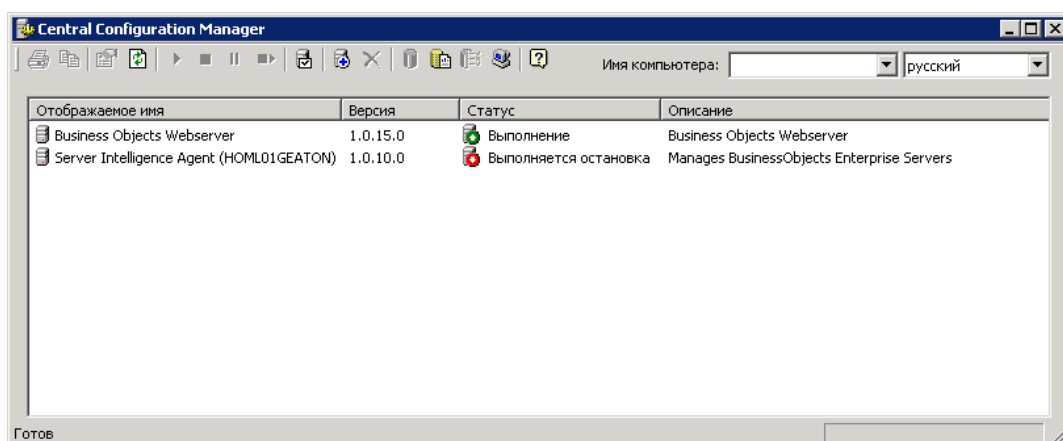 Central Configuration Manager
Имя компьютера: русский
Отображаемое имя Версия Статус Описание
Business Objects Webserver 1.0.15.0 Выполнение Business Objects Webserver
Server Intelligence Agent (HOML01GEATON) 1.0.10.0 Выполняется остановка Manages BusinessObjects Enterprise Servers
Готов